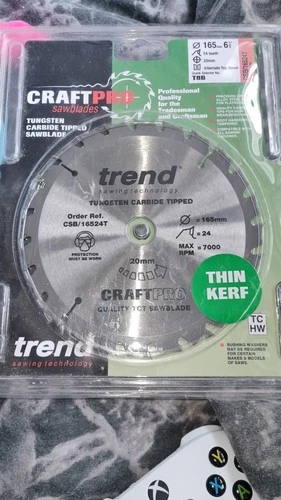 CRAFTPRO
sawblades
TUNGSTEN
CARBIDE TIPPED
SAWBLADE
Professional
Quality
for the
Tradesman
and Craftsman
Ø 165mm 6½
24 teeth
20mm
trend
sawing technology
TUNGSTEN CARBIDE TIPPED
Order Ref.
CSB/16524T
PROTECTION
MUST BE WORN
Ø = 165mm
= 24
MAX
RPM = 7000
20mm
CRAFTPRO
QUALITY TCT SAWBLADE
THIN
KERF
TC
HW
trend
sawing technology
BUSHING WASHERS
MAY BE REQUIRED
FOR CERTAIN
MAKES & MODELS
OF SAWS.
X
Y
A